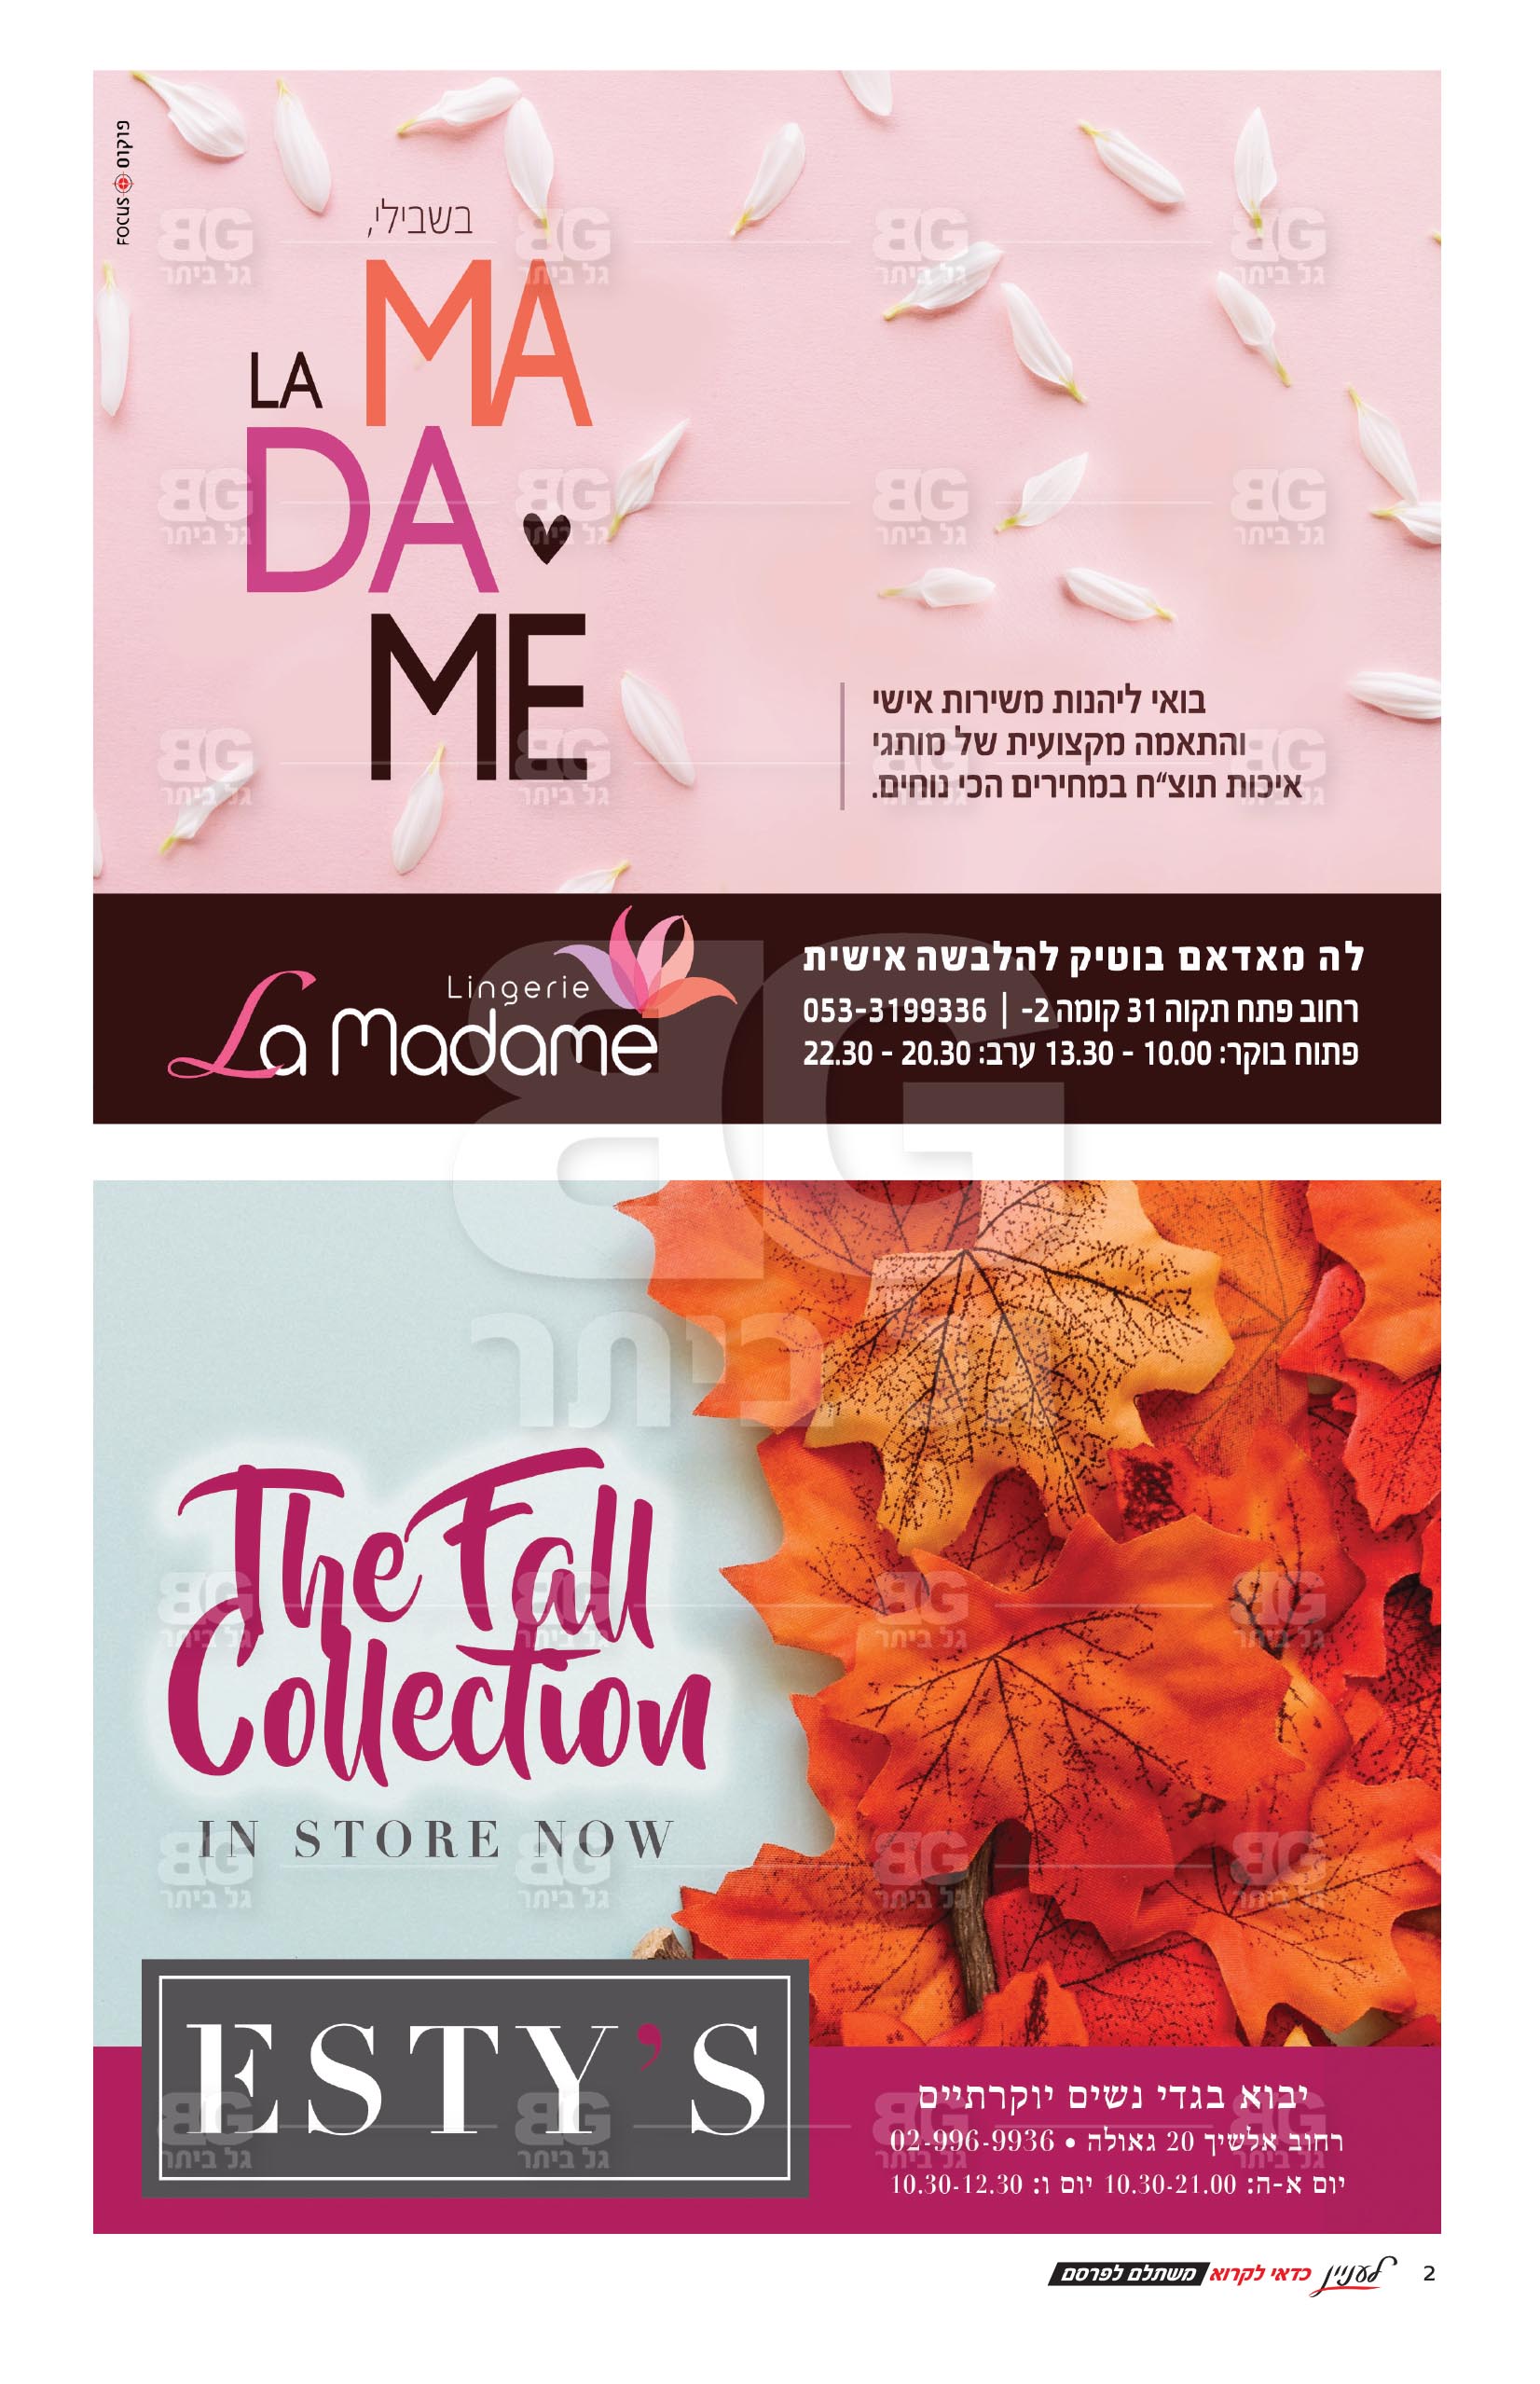 פוקוס FOCUS
בשבילי,
LA MA
DA
ME
בואי ליהנות משירות אישי
והתאמה מקצועית של מותגי
איכות תוצ"ח במחירים הכי נוחים.
Lingerie
La Madame
לה מאדאם בוטיק להלבשה אישית
רחוב פתח תקוה 31 קומה 2- | 053-3199336
פתוח בוקר: 10.00 - 13.30 ערב: 20.30 - 22.30
BG
גל ביתר
The Fall
Collection
IN STORE NOW
ESTY'S
יבוא בגדי נשים יוקרתיים
רחוב אלשיך 20 גאולה • 02-996-9936
יום א-ה: 10.30-21.00 יום ו: 10.30-12.30
2 לעניין כדאי לקרוא משתלם לפרסם